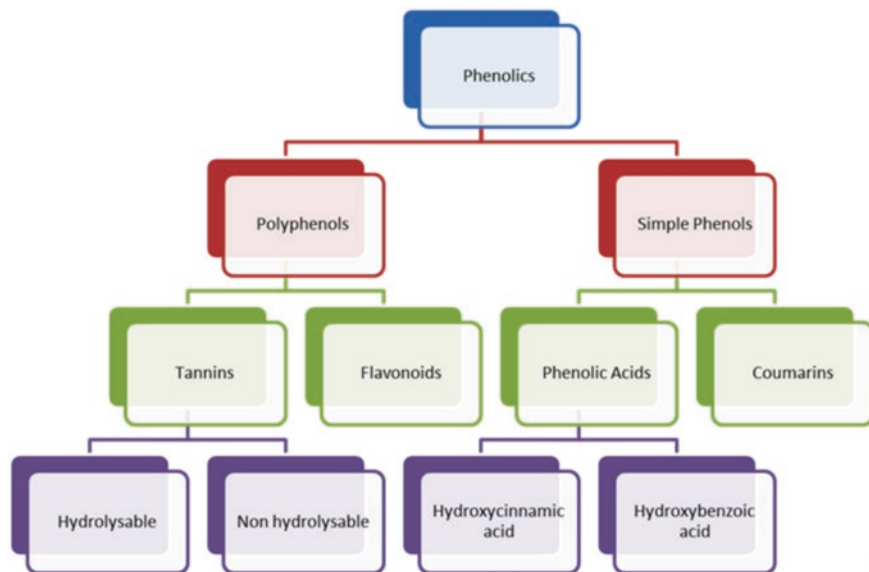 Phenolics
Polyphenols
Simple Phenols
Tannins
Flavonoids
Phenolic Acids
Coumarins
Hydrolysable
Non hydrolysable
Hydroxycinnamic
acid
Hydroxybenzoic
acid